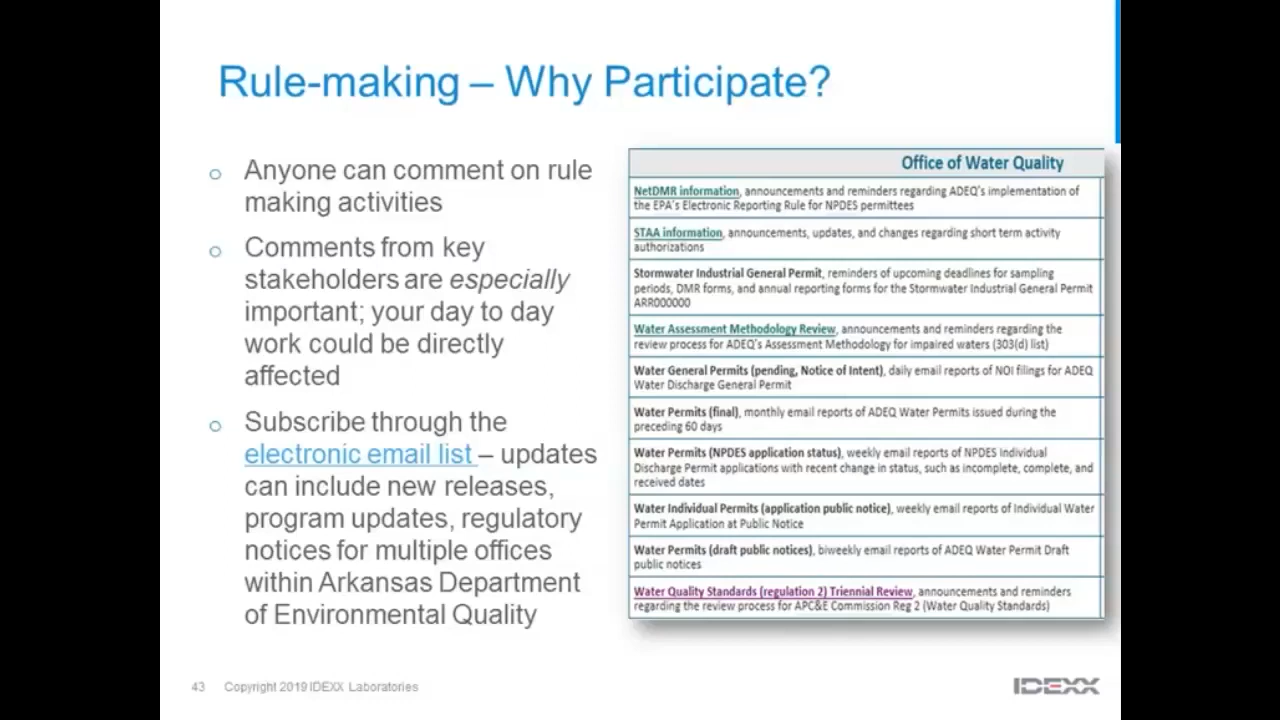 Rule-making – Why Participate?
Anyone can comment on rule
making activities
Comments from key
stakeholders are especially
important; your day to day
work could be directly
affected
Subscribe through the
electronic email list – updates
can include new releases,
program updates, regulatory
notices for multiple offices
within Arkansas Department
of Environmental Quality
Office of Water Quality
NetDMR information, announcements and reminders regarding ADEQ's implementation of
the EPA's Electronic Reporting Rule for NPDES permittees
STAA information, announcements, updates, and changes regarding short term activity
authorizations
Stormwater Industrial General Permit, reminders of upcoming deadlines for sampling
periods, DMR forms, and annual reporting forms for the Stormwater Industrial General Permit
ARR000000
Water Assessment Methodology Review, announcements and reminders regarding the
review process for ADEQ's Assessment Methodology for impaired waters (303(d) list)
Water General Permits (pending, Notice of Intent), daily email reports of NOI filings for ADEQ
Water Discharge General Permit
Water Permits (final), monthly email reports of ADEQ Water Permits issued during the
preceding 60 days
Water Permits (NPDES application status), weekly email reports of NPDES Individual
Discharge Permit applications with recent change in status, such as incomplete, complete, and
received dates
Water Individual Permits (application public notice), weekly email reports of Individual Water
Permit Application at Public Notice
Water Permits (draft public notices), biweekly email reports of ADEQ Water Permit Draft
public notices
Water Quality Standards (regulation 2) Triennial Review, announcements and reminders
regarding the review process for APC&E Commission Reg 2 (Water Quality Standards)
43 Copyright 2019 IDEXX Laboratories
IDEXX